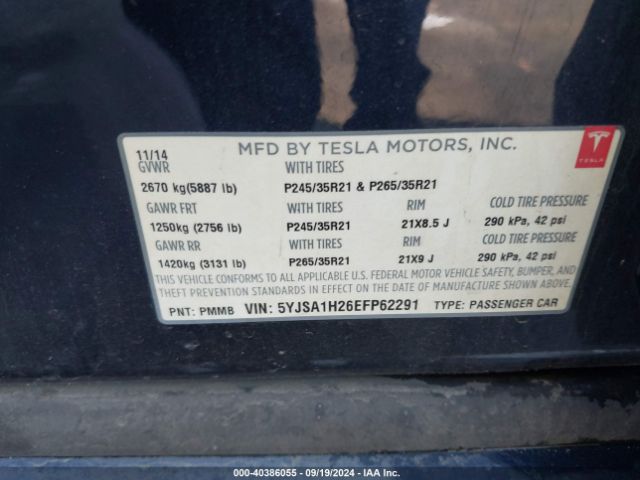 11/14 MFD BY TESLA MOTORS, INC.
GVWR WITH TIRES
2670 kg(5887 lb) P245/35R21 & P265/35R21
GAWR FRT WITH TIRES RIM COLD TIRE PRESSURE
1250kg (2756 lb) P245/35R21 21X8.5 J 290 kPa, 42 psi
GAWR RR WITH TIRES RIM COLD TIRE PRESSURE
1420kg (3131 lb) P265/35R21 21X9 J 290 kPa, 42 psi
THIS VEHICLE CONFORMS TO ALL APPLICABLE U.S. FEDERAL MOTOR VEHICLE SAFETY, BUMPER, AND
THEFT PREVENTION STANDARDS IN EFFECT ON THE DATE OF MANUFACTURE SHOWN ABOVE.
PNT: PMMB VIN: 5YJSA1H26EFP62291 TYPE: PASSENGER CAR
TESLA
00-40386055 - 09/19/2024 - IAA Inc.